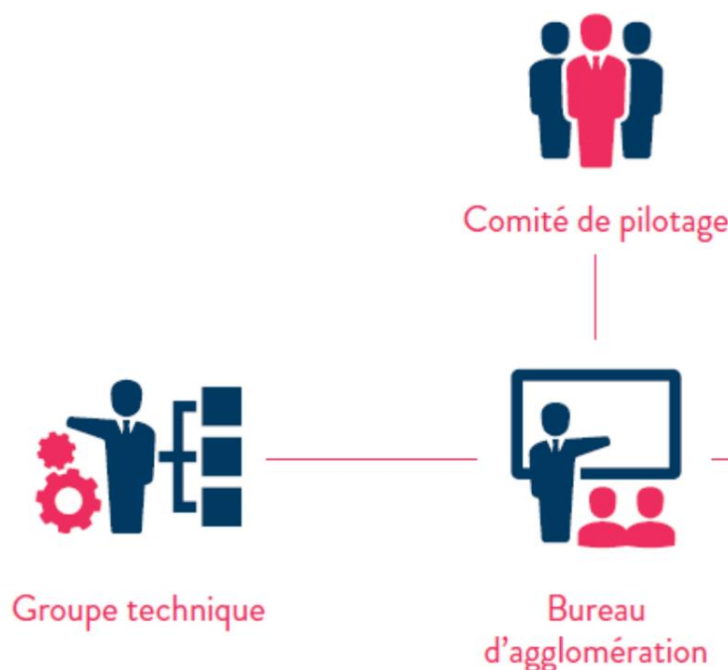 Comité de pilotage
Groupe technique
Bureau
d'agglomération